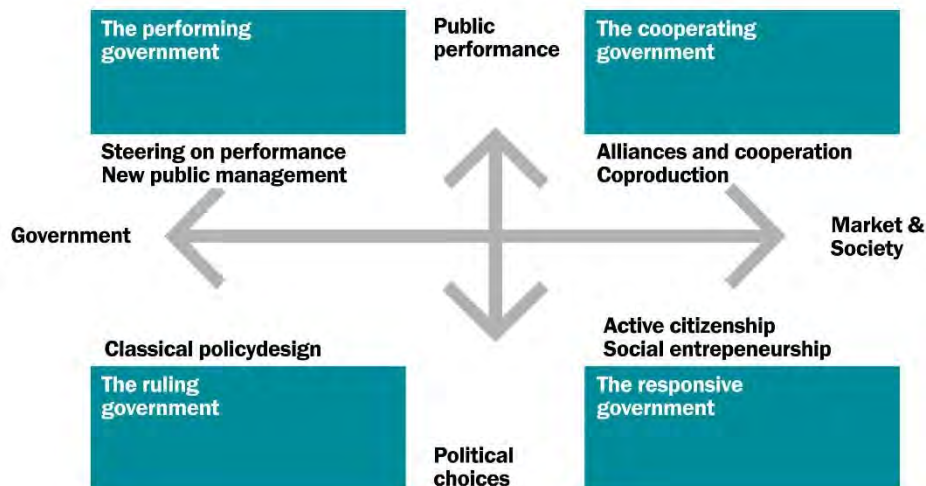 The performing
government
Public
performance
The cooperating
government
Steering on performance
New public management
Alliances and cooperation
Coproduction
Government
Market &
Society
Classical policydesign
Active citizenship
Social entrepeneurship
The ruling
government
The responsive
government
Political
choices